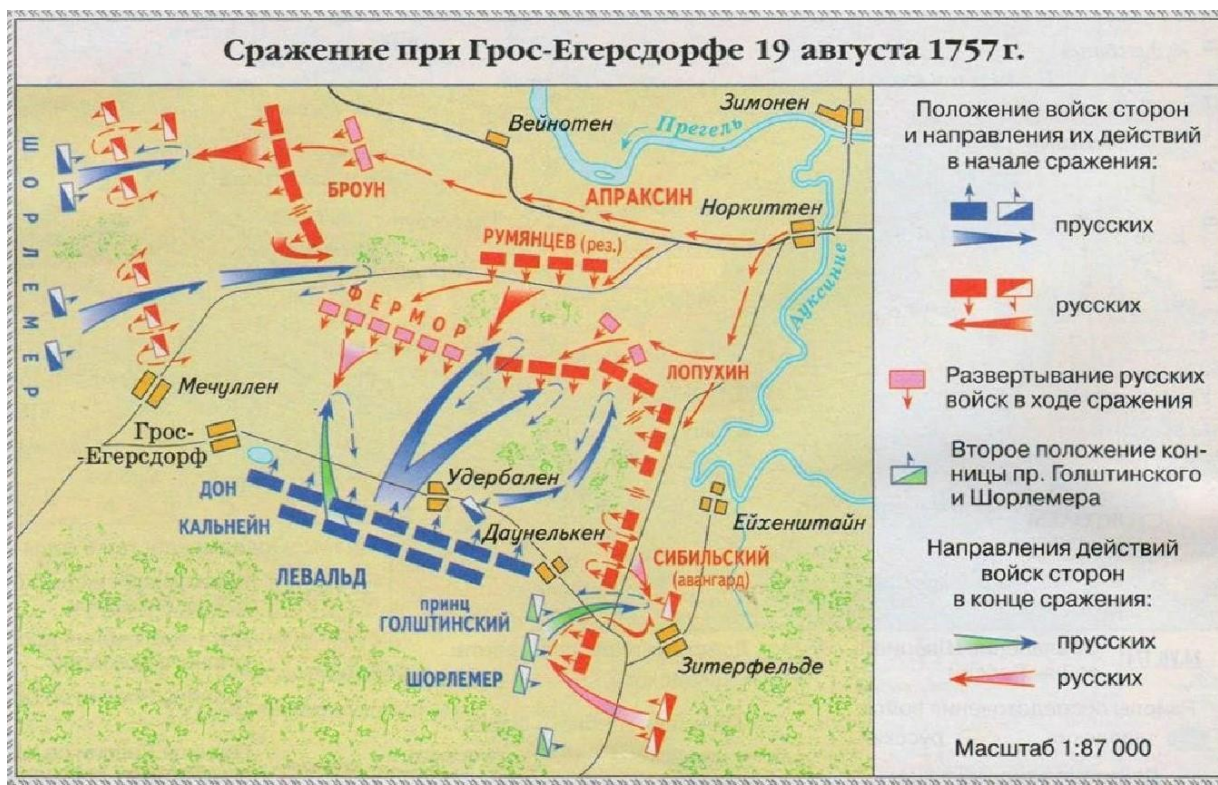 Сражение при Грос-Егерсдорфе 19 августа 1757 г.
Зимонен
Вейнотен
Прегель
ШОРЛЕМЕР
БРОУН
АПРАКСИН
Норкиттен
РУМЯНЦЕВ (рез.)
Ауксинне
ФЕРМОР
ЛОПУХИН
Мечуллен
Грос-
-Егерсдорф
Удербален
ДОН
КАЛЬНЕЙН
Даунелькен
Ейхенштайн
ЛЕВАЛЬД
СИБИЛЬСКИЙ
(авангард)
принц
ГОЛШТИНСКИЙ
ШОРЛЕМЕР
Зитерфельде
Положение войск сторон
и направления их действий
в начале сражения:
прусских
русских
Развертывание русских
войск в ходе сражения
Второе положение кон-
ницы пр. Голштинского
и Шорлемера
Направления действий
войск сторон
в конце сражения:
прусских
русских
Масштаб 1:87 000